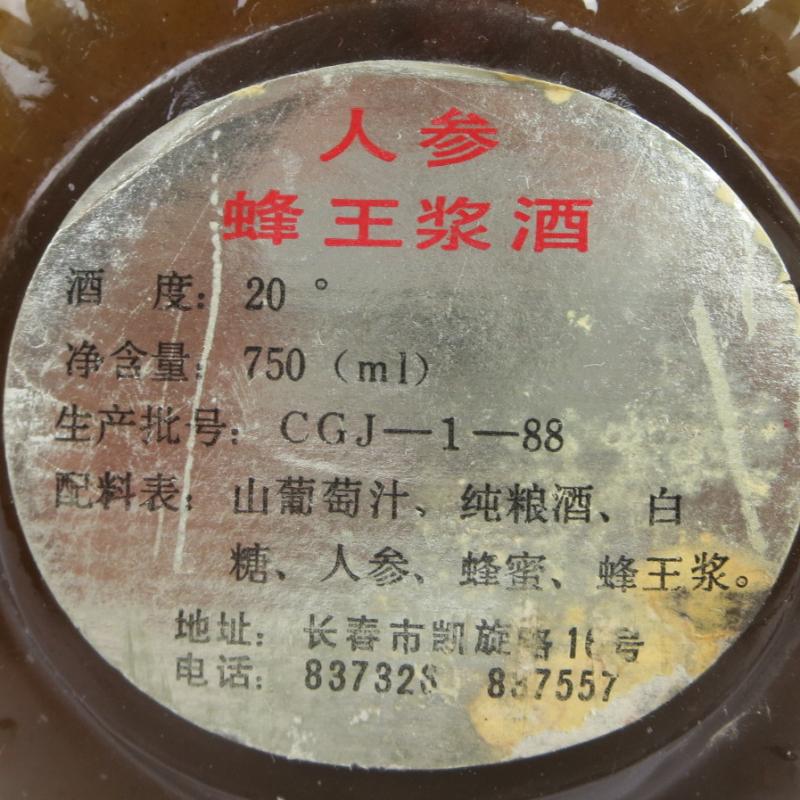 人参
蜂王浆酒
酒 度：20°
净含量：750（ml）
生产批号：CGJ—1—88
配料表：山葡萄汁、纯粮酒、白
糖、人参、蜂蜜、蜂王浆。
地址：长春市凯旋路 号
电话： 837557